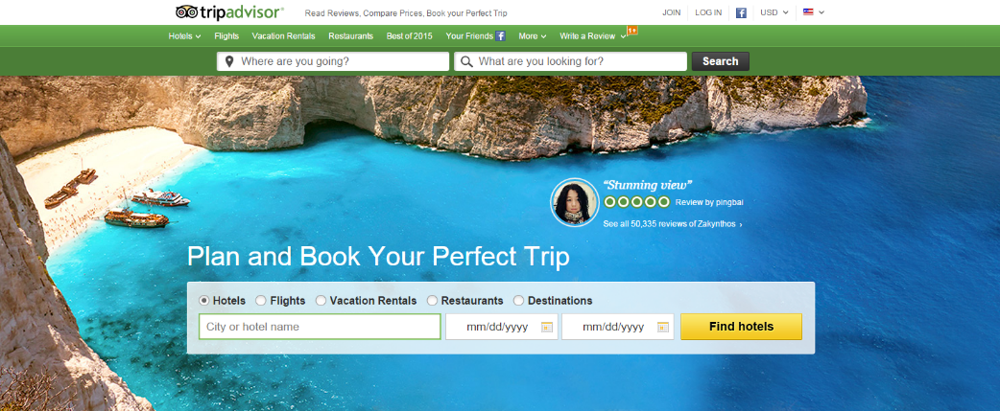 tripadvisor® Read Reviews, Compare Prices, Book your Perfect Trip JOIN LOG IN f USD
Hotels Flights Vacation Rentals Restaurants Best of 2015 Your Friends f More Write a Review
Where are you going? What are you looking for? Search
“Stunning view”
Review by pingbai
See all 50,335 reviews of Zakynthos ›
Plan and Book Your Perfect Trip
Hotels Flights Vacation Rentals Restaurants Destinations
City or hotel name mm/dd/yyyy mm/dd/yyyy Find hotels